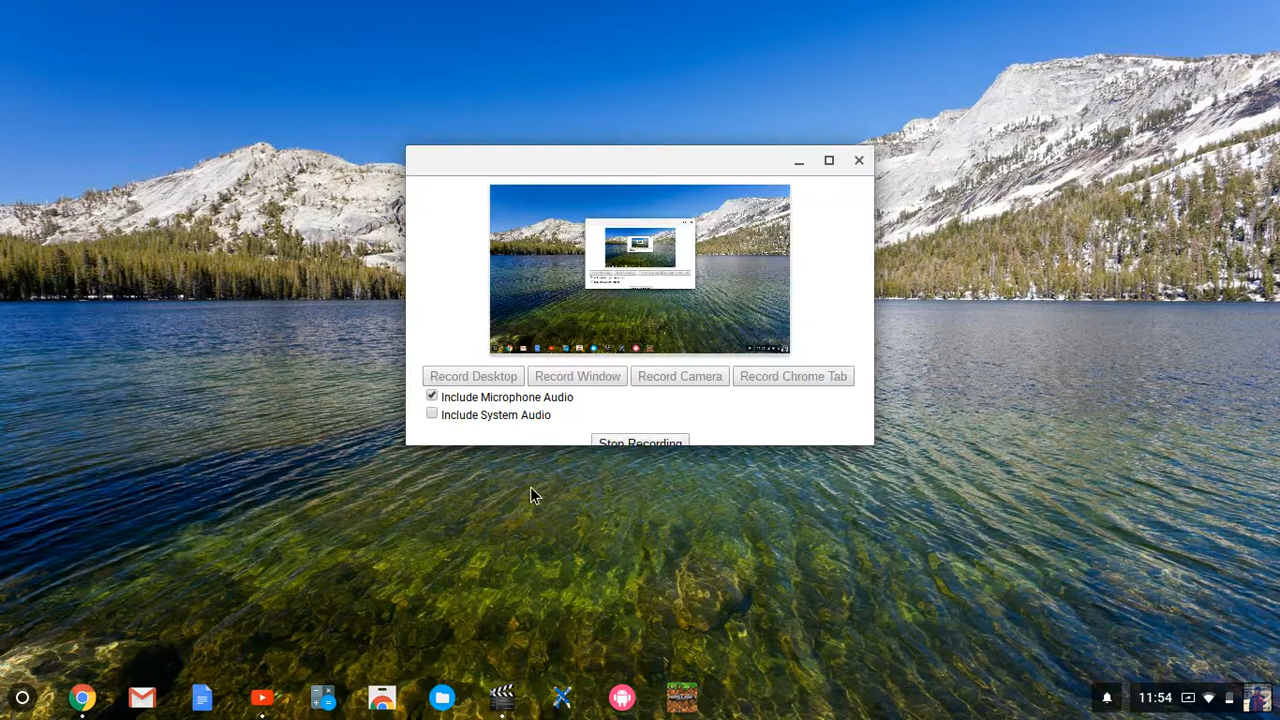 Record Desktop Record Window Record Camera Record Chrome Tab
Include Microphone Audio
Include System Audio
Stop Recording
11:54